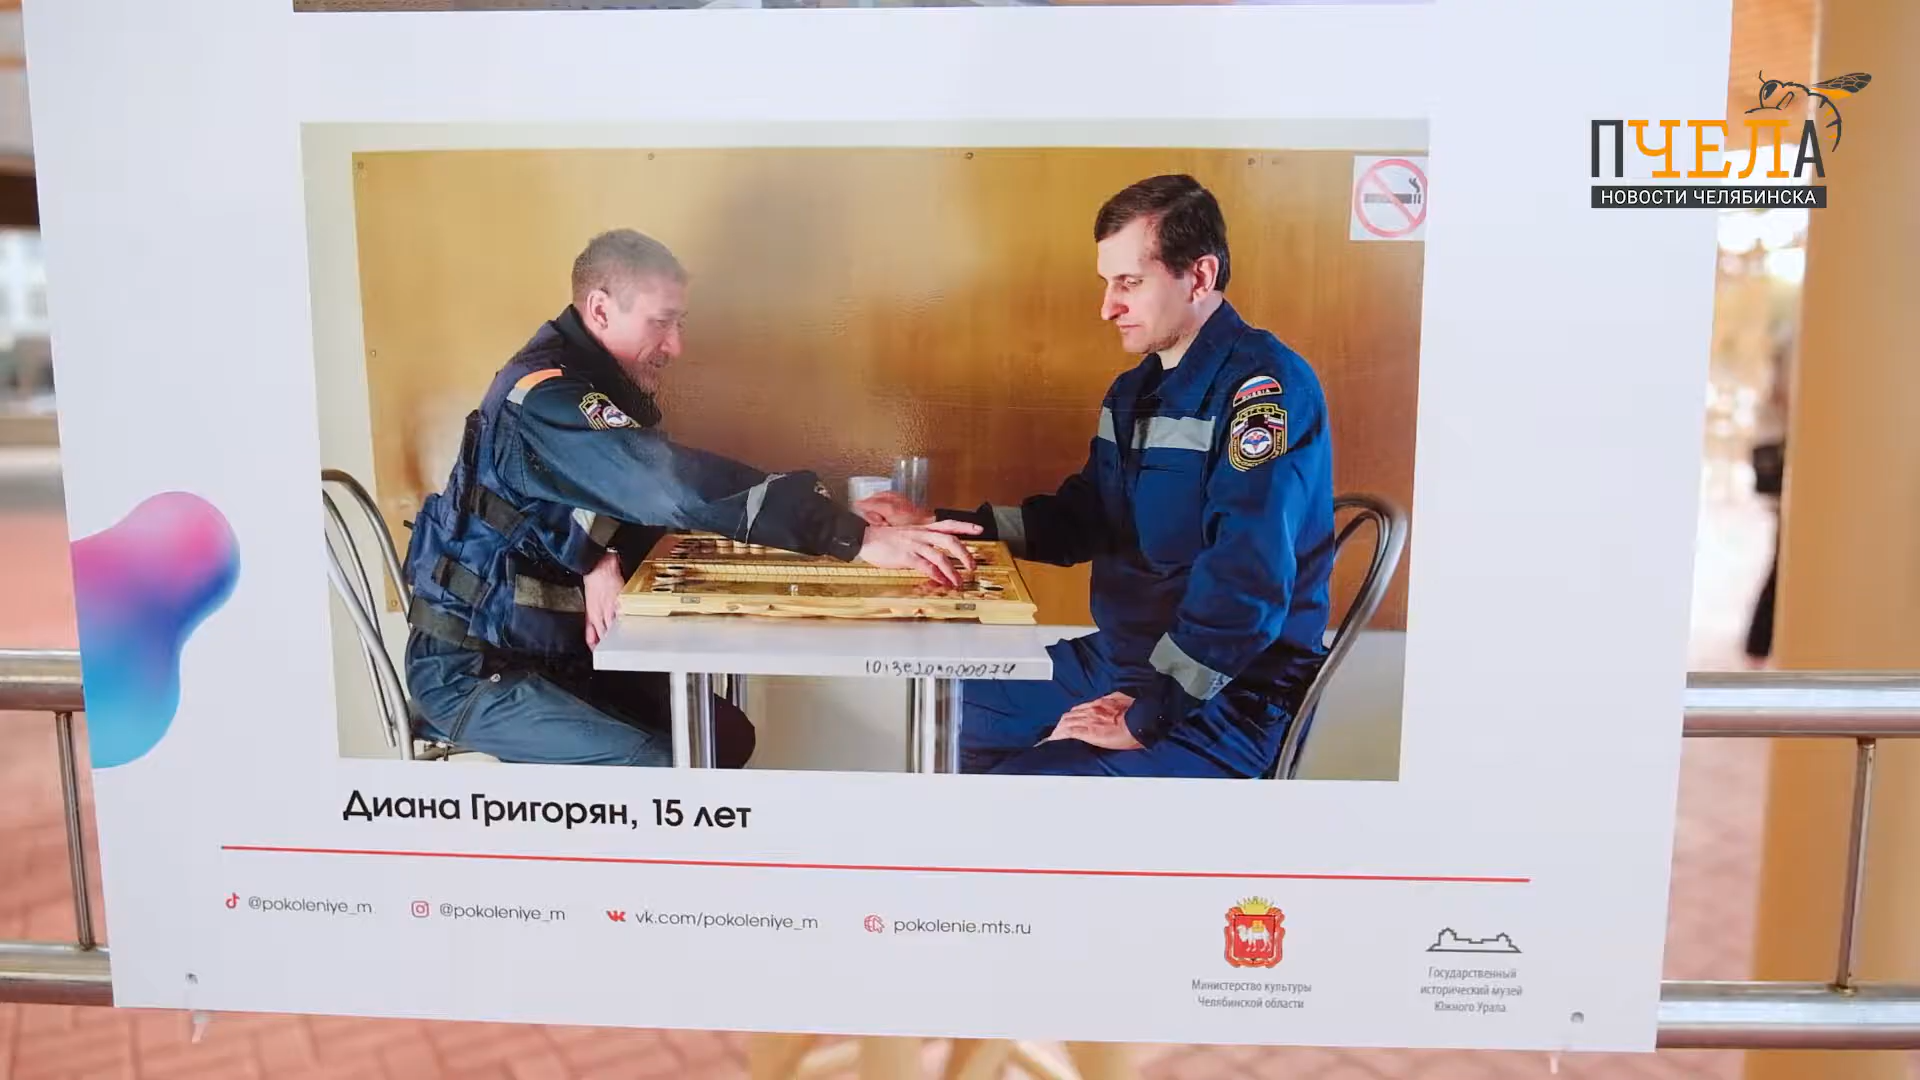 ПЧЕЛА
НОВОСТИ ЧЕЛЯБИНСКА
RUSSIA
Диана Григорян, 15 лет
@pokoleniye_m
@pokoleniye_m
vk.com/pokoleniye_m
pokolenie.mts.ru
Министерство культуры
Челябинской области
Государственный
исторический музей
Южного Урала